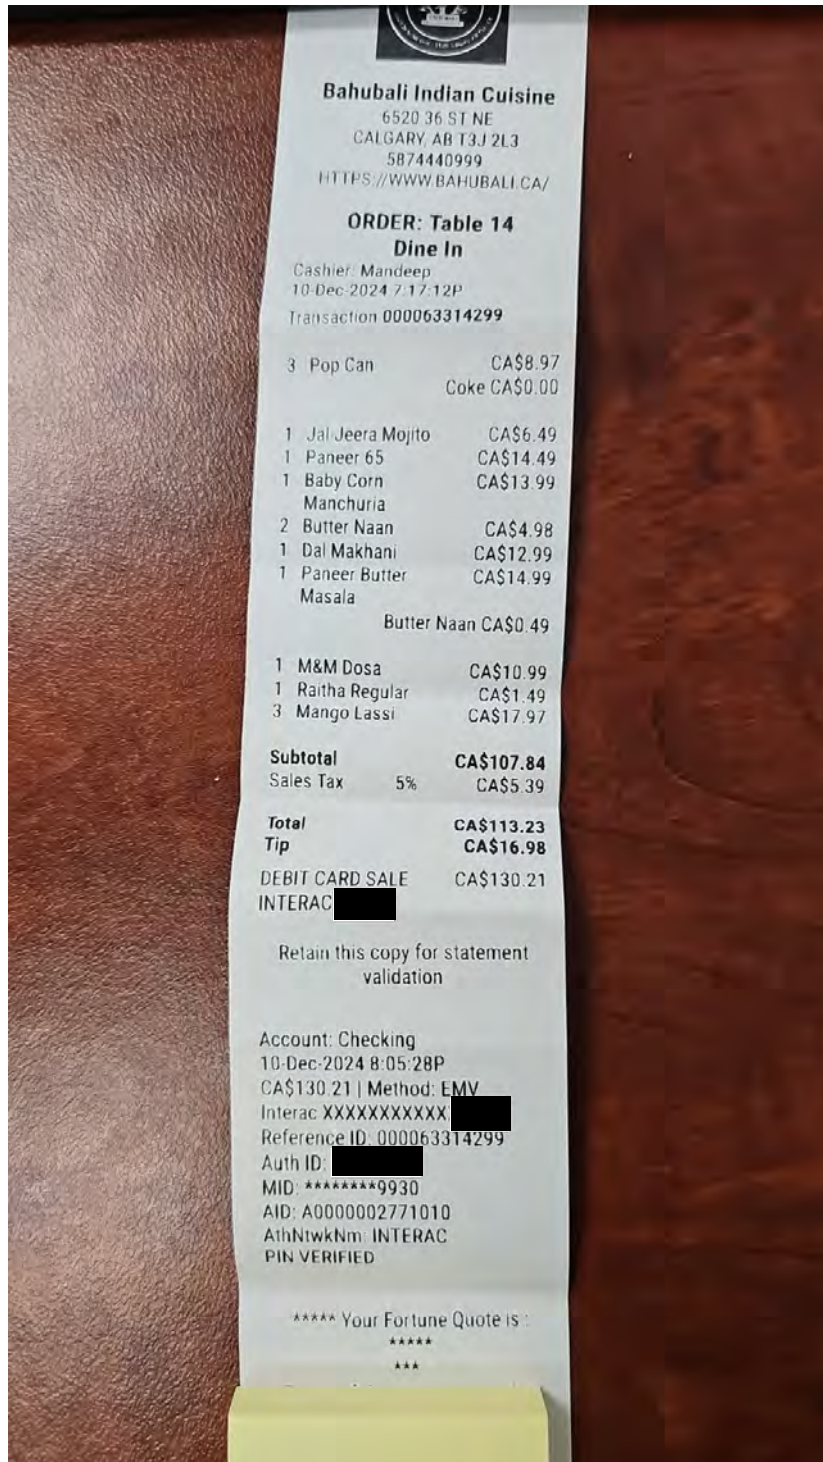 Bahubali Indian Cuisine
6520 36 ST NE
CALGARY, AB T3J 2L3
5874440999
HTTPS://WWW.BAHUBALI.CA/
ORDER: Table 14
Dine In
Cashier: Mandeep
10-Dec-2024 7:17:12P
Transaction 000063314299
3 Pop Can CA$8.97
Coke CA$0.00
1 Jal Jeera Mojito CA$6.49
1 Paneer 65 CA$14.49
1 Baby Corn CA$13.99
Manchuria
2 Butter Naan CA$4.98
1 Dal Makhani CA$12.99
1 Paneer Butter CA$14.99
Masala
Butter Naan CA$0.49
1 M&M Dosa CA$10.99
1 Raitha Regular CA$1.49
3 Mango Lassi CA$17.97
Subtotal CA$107.84
Sales Tax 5% CA$5.39
Total CA$113.23
Tip CA$16.98
DEBIT CARD SALE CA$130.21
INTERAC
Retain this copy for statement
validation
Account: Checking
10-Dec-2024 8:05:28P
CA$130.21 | Method: EMV
Interac XXXXXXXXXXX
Reference ID: 000063314299
Auth ID:
MID: ********9930
AID: A0000002771010
AthNtwkNm: INTERAC
PIN VERIFIED
***** Your Fortune Quote is :
*****
***